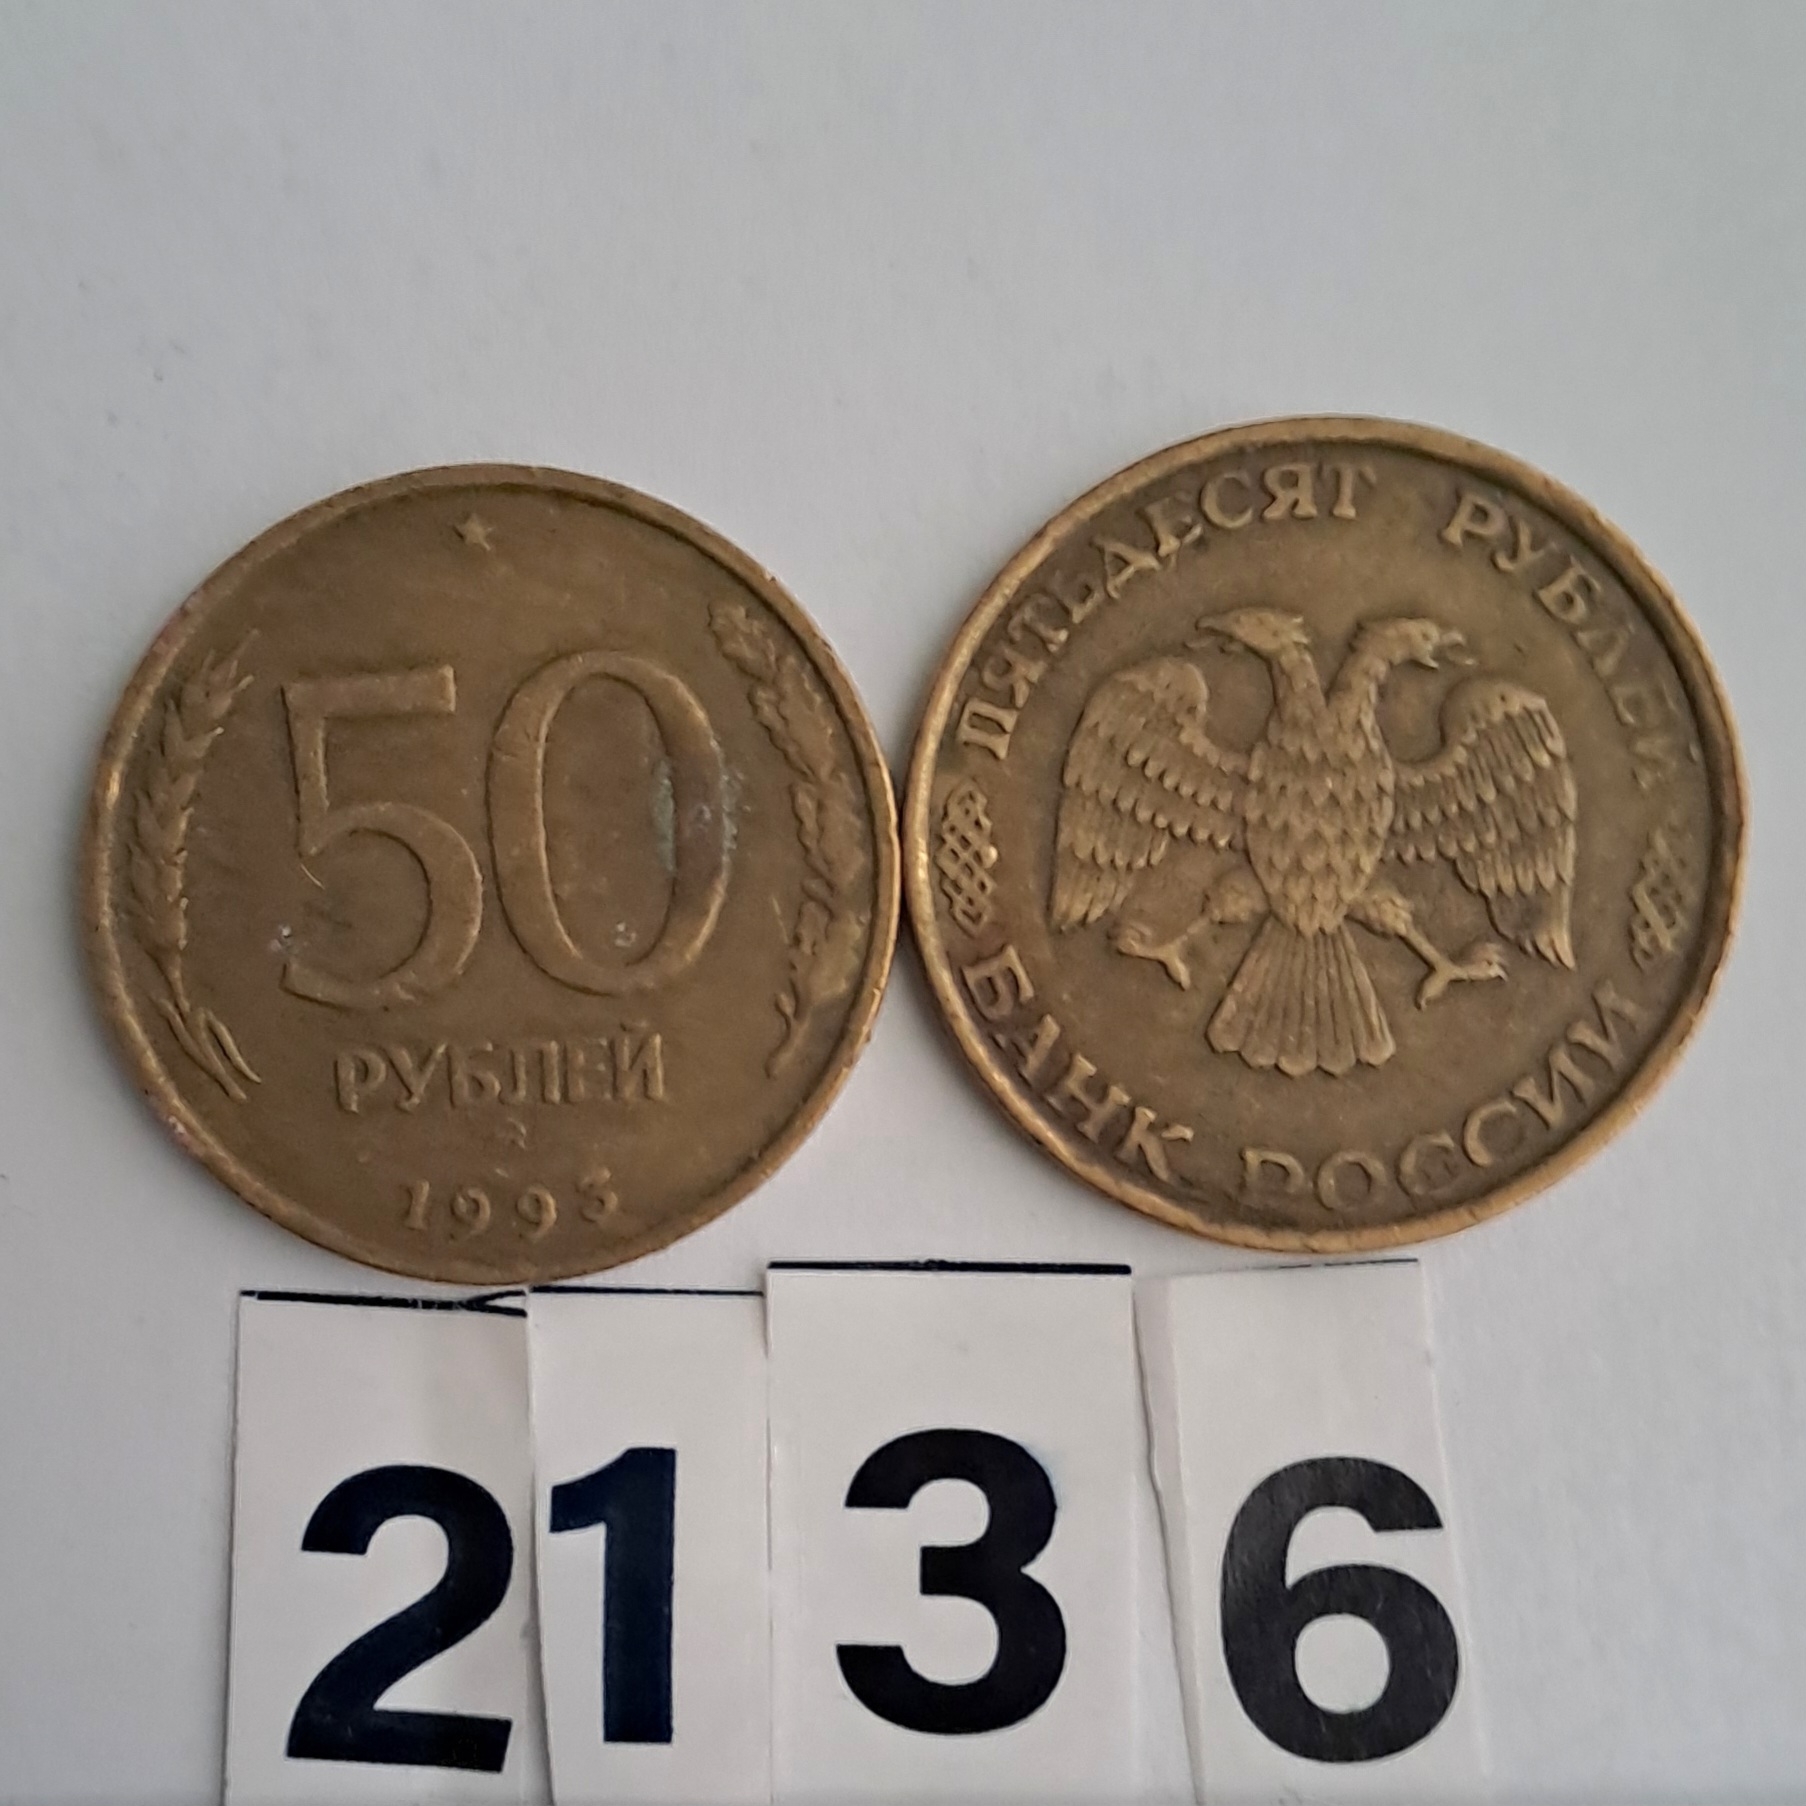 50
РУБЛЕЙ
1993
ПЯТЬДЕСЯТ РУБЛЕЙ
БАНК РОССИИ
2136